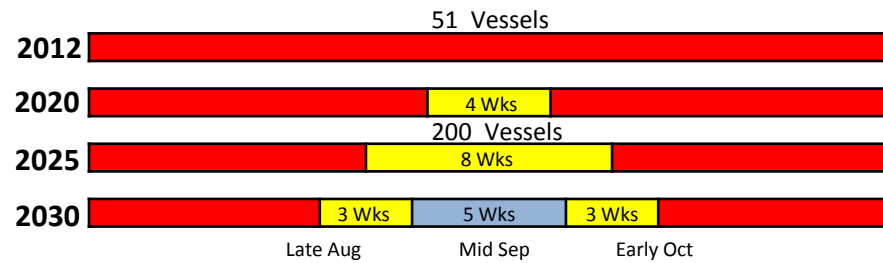 51 Vessels
2012
2020 4 Wks
200 Vessels
2025 8 Wks
2030 3 Wks 5 Wks 3 Wks
Late Aug Mid Sep Early Oct